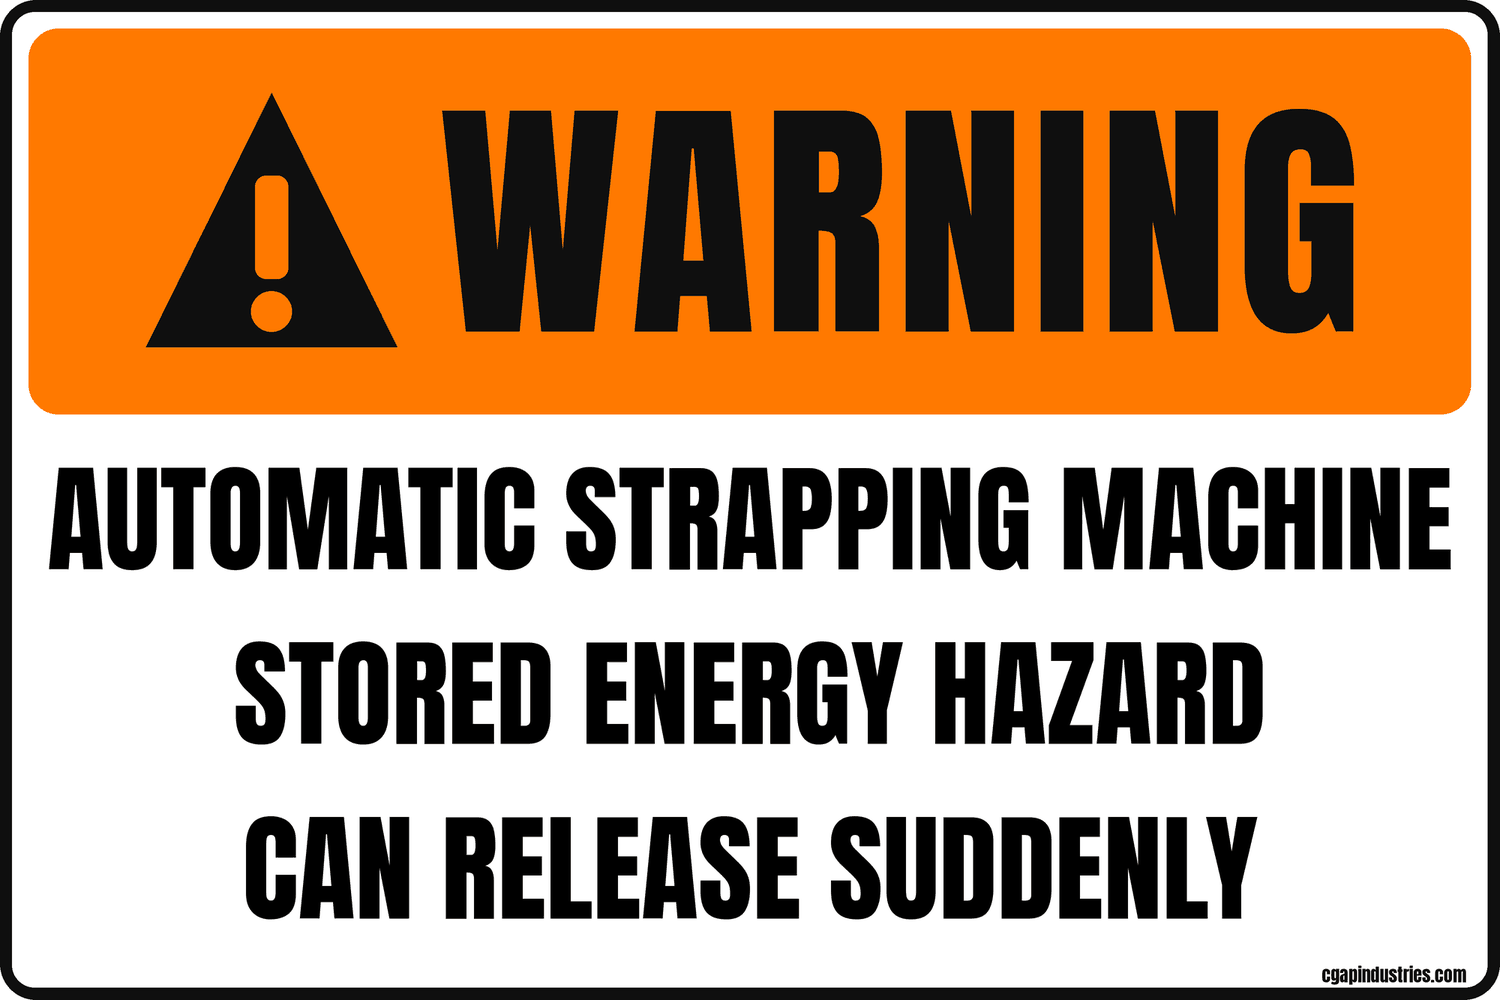 WARNING
AUTOMATIC STRAPPING MACHINE
STORED ENERGY HAZARD
CAN RELEASE SUDDENLY
cgapindustries.com